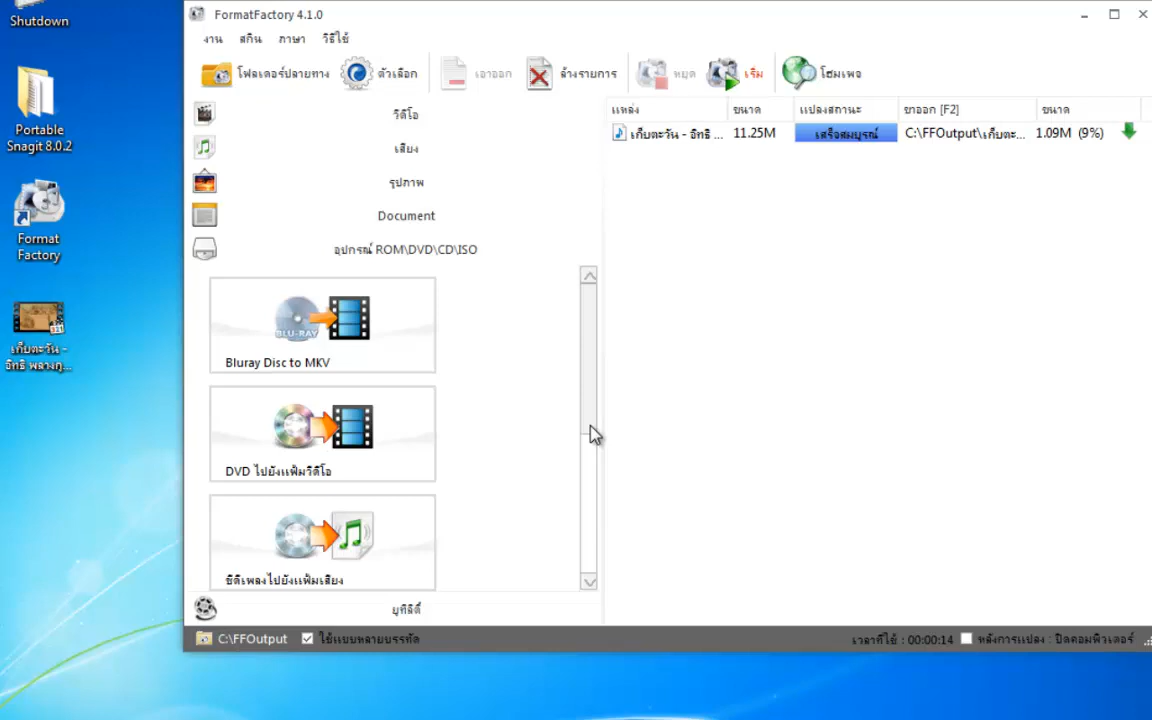 Shutdown
Portable
Snagit 8.0.2
Format
Factory
เก็บตะวัน -
อิทธิ พลางกู...
FormatFactory 4.1.0
งาน สกิน ภาษา วิธีใช้
โฟลเดอร์ปลายทาง ตัวเลือก เอาออก ล้างรายการ หยุด เริ่ม โฮมเพจ
วีดีโอ
เสียง
รูปภาพ
Document
อุปกรณ์ ROM\DVD\CD\ISO
BLU-RAY
Bluray Disc to MKV
DVD ไปยังแฟ้มวีดีโอ
ซีดีเพลงไปยังแฟ้มเสียง
ยูทิลิตี้
แหล่ง ขนาด แปลงสถานะ ขาออก [F2] ขนาด
เก็บตะวัน - อิทธิ ... 11.25M เสร็จสมบูรณ์ C:\FFOutput\เก็บตะ... 1.09M (9%)
C:\FFOutput ใช้แบบหลายบรรทัด เวลาที่ใช้ : 00:00:14 หลังการแปลง : ปิดคอมพิวเตอร์